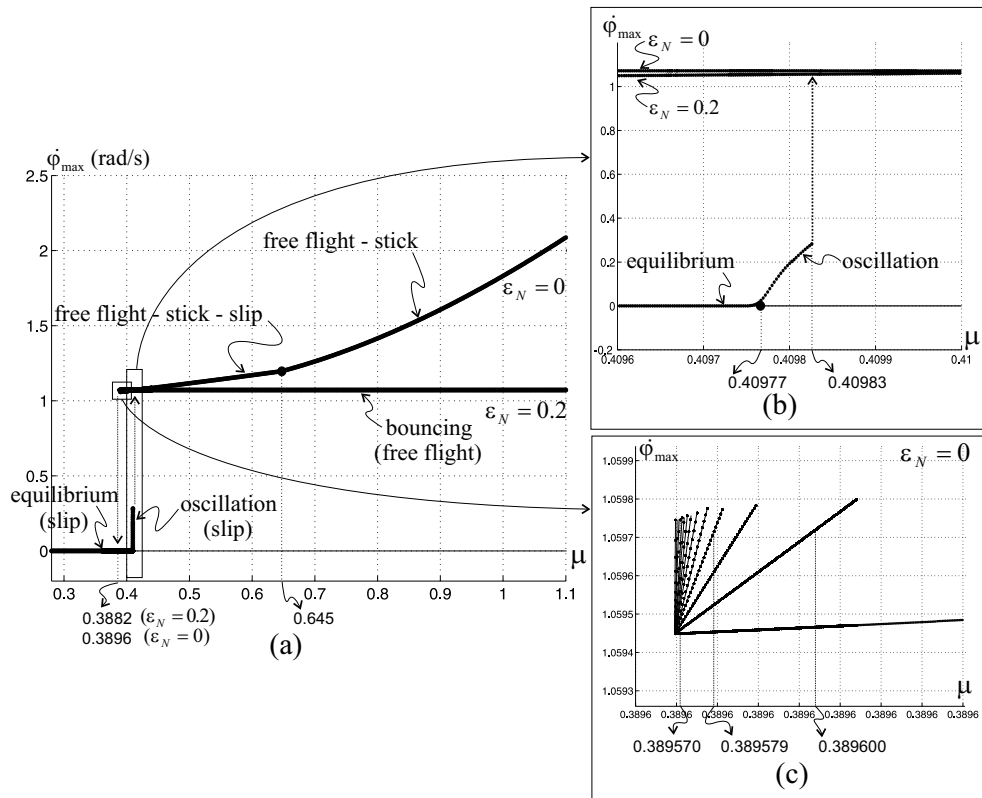 φ̇max (rad/s)
2.5
2
1.5
1
0.5
0
free flight - stick
εN = 0
free flight - stick - slip
εN = 0.2
bouncing
(free flight)
equilibrium
(slip)
oscillation
(slip)
μ
0.3 0.4 0.5 0.6 0.7 0.8 0.9 1 1.1
0.3882 (εN = 0.2)
0.3896 (εN = 0)
0.645
(a)
φ̇max
εN = 0
1
εN = 0.2
0.8
0.6
0.4
0.2
equilibrium
oscillation
0
-0.2
μ
0.4096 0.4097 0.4098 0.4099 0.41
0.40977
0.40983
(b)
φ̇max
εN = 0
1.0599
1.0598
1.0597
1.0596
1.0595
1.0594
1.0593
μ
0.3896 0.3896 0.3896 0.3896 0.3896 0.3896 0.3896 0.3896
0.389570
0.389579
0.389600
(c)